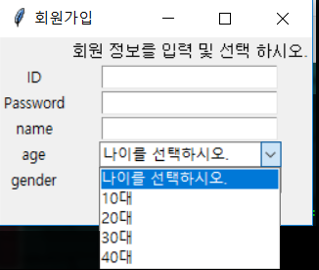 회원가입
회원 정보를 입력 및 선택 하시오.
ID
Password
name
age 나이를 선택하시오.
gender 나이를 선택하시오.
10대
20대
30대
40대